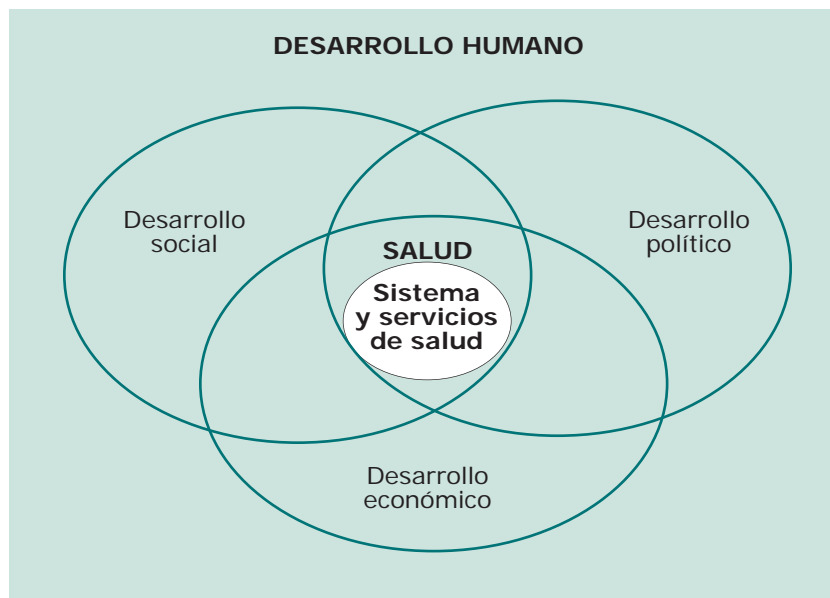 DESARROLLO HUMANO
Desarrollo
social
Desarrollo
político
SALUD
Sistema
y servicios
de salud
Desarrollo
económico